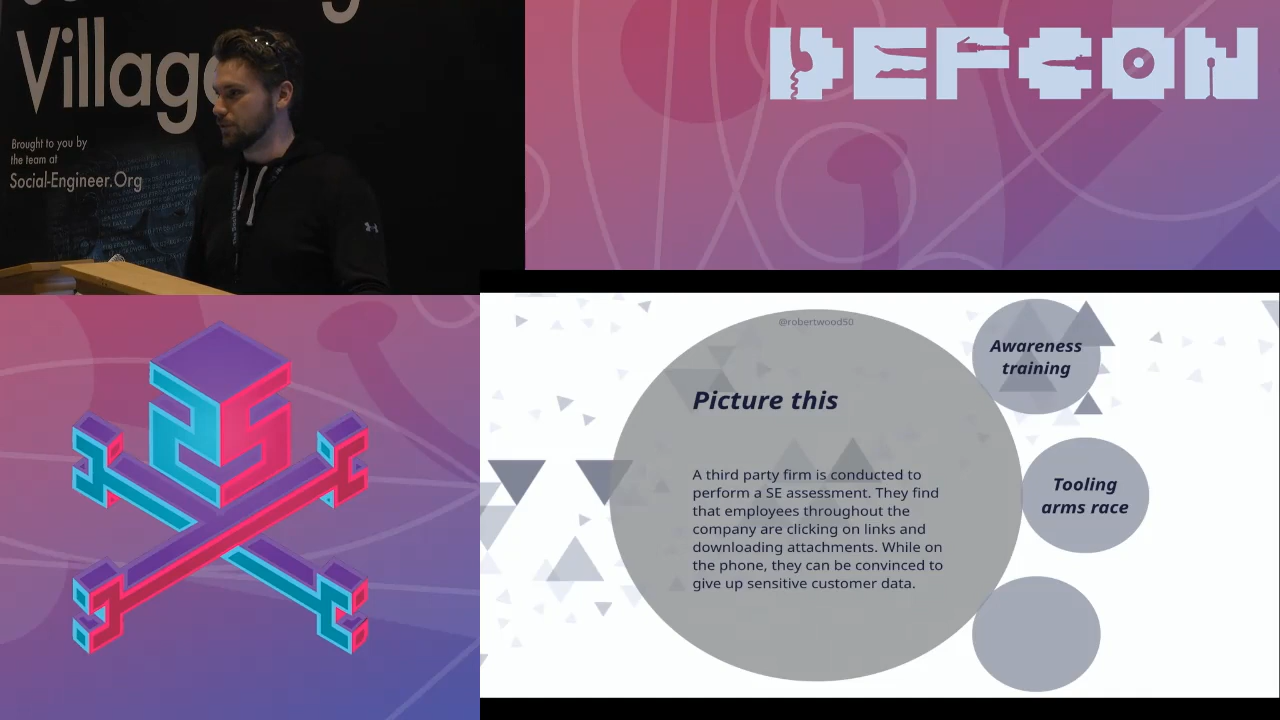 Village
Brought to you by
the team at
Social-Engineer.Org
DEFCON
@robertwood50
Picture this
A third party firm is conducted to
perform a SE assessment. They find
that employees throughout the
company are clicking on links and
downloading attachments. While on
the phone, they can be convinced to
give up sensitive customer data.
Awareness
training
Tooling
arms race